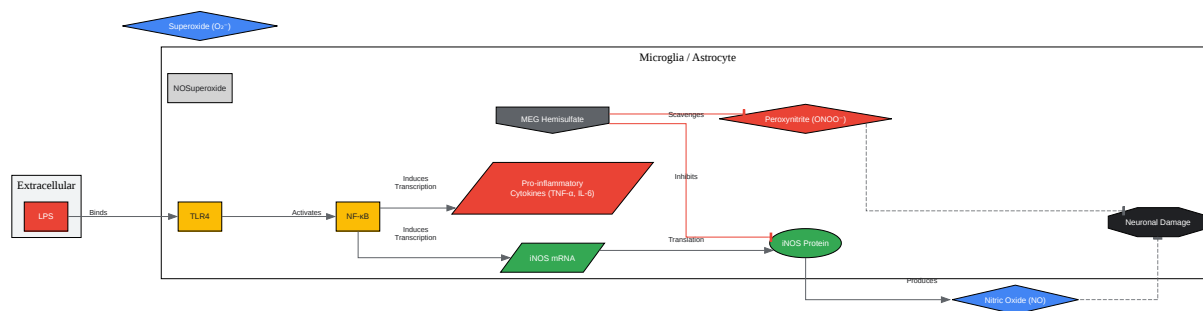 Superoxide (O₂⁻)
Microglia / Astrocyte
NOSuperoxide
MEG Hemisulfate
Scavenges
Peroxynitrite (ONOO⁻)
Inhibits
Extracellular
LPS
Binds
TLR4
Activates
NF-κB
Induces
Transcription
Pro-inflammatory
Cytokines (TNF-α, IL-6)
Induces
Transcription
iNOS mRNA
Translation
iNOS Protein
Neuronal Damage
Produces
Nitric Oxide (NO)